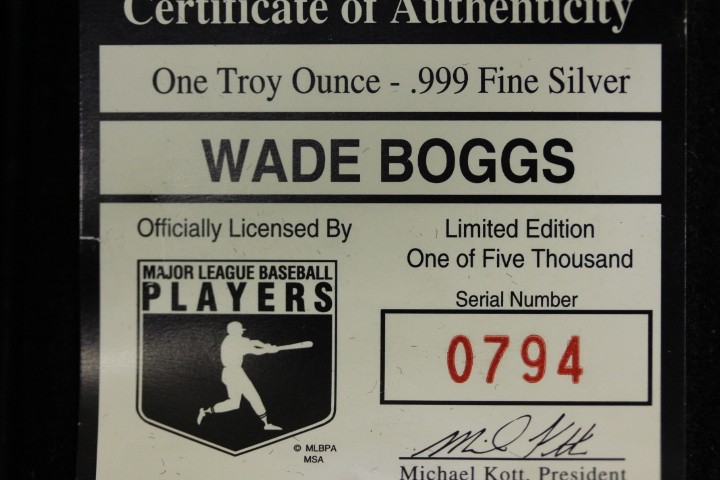 Certificate of Authenticity
One Troy Ounce - .999 Fine Silver
WADE BOGGS
Officially Licensed By
MAJOR LEAGUE BASEBALL
PLAYERS
© MLBPA
MSA
Limited Edition
One of Five Thousand
Serial Number
0794
Michael Kott, President